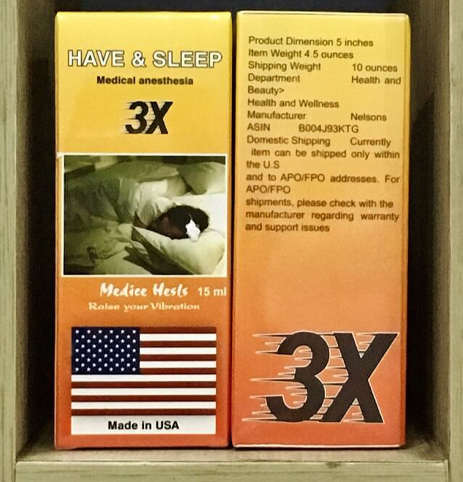 HAVE & SLEEP
Medical anesthesia
3X
Medice Hesls 15 ml
Raise your Vibration
Made in USA
Product Dimension 5 inches
Item Weight 4.5 ounces
Shipping Weight 10 ounces
Department Health and
Beauty>
Health and Wellness
Manufacturer Nelsons
ASIN B004J93KTG
Domestic Shipping Currently
item can be shipped only within
the U.S
and to APO/FPO addresses. For
APO/FPO
shipments, please check with the
manufacturer regarding warranty
and support issues
3X